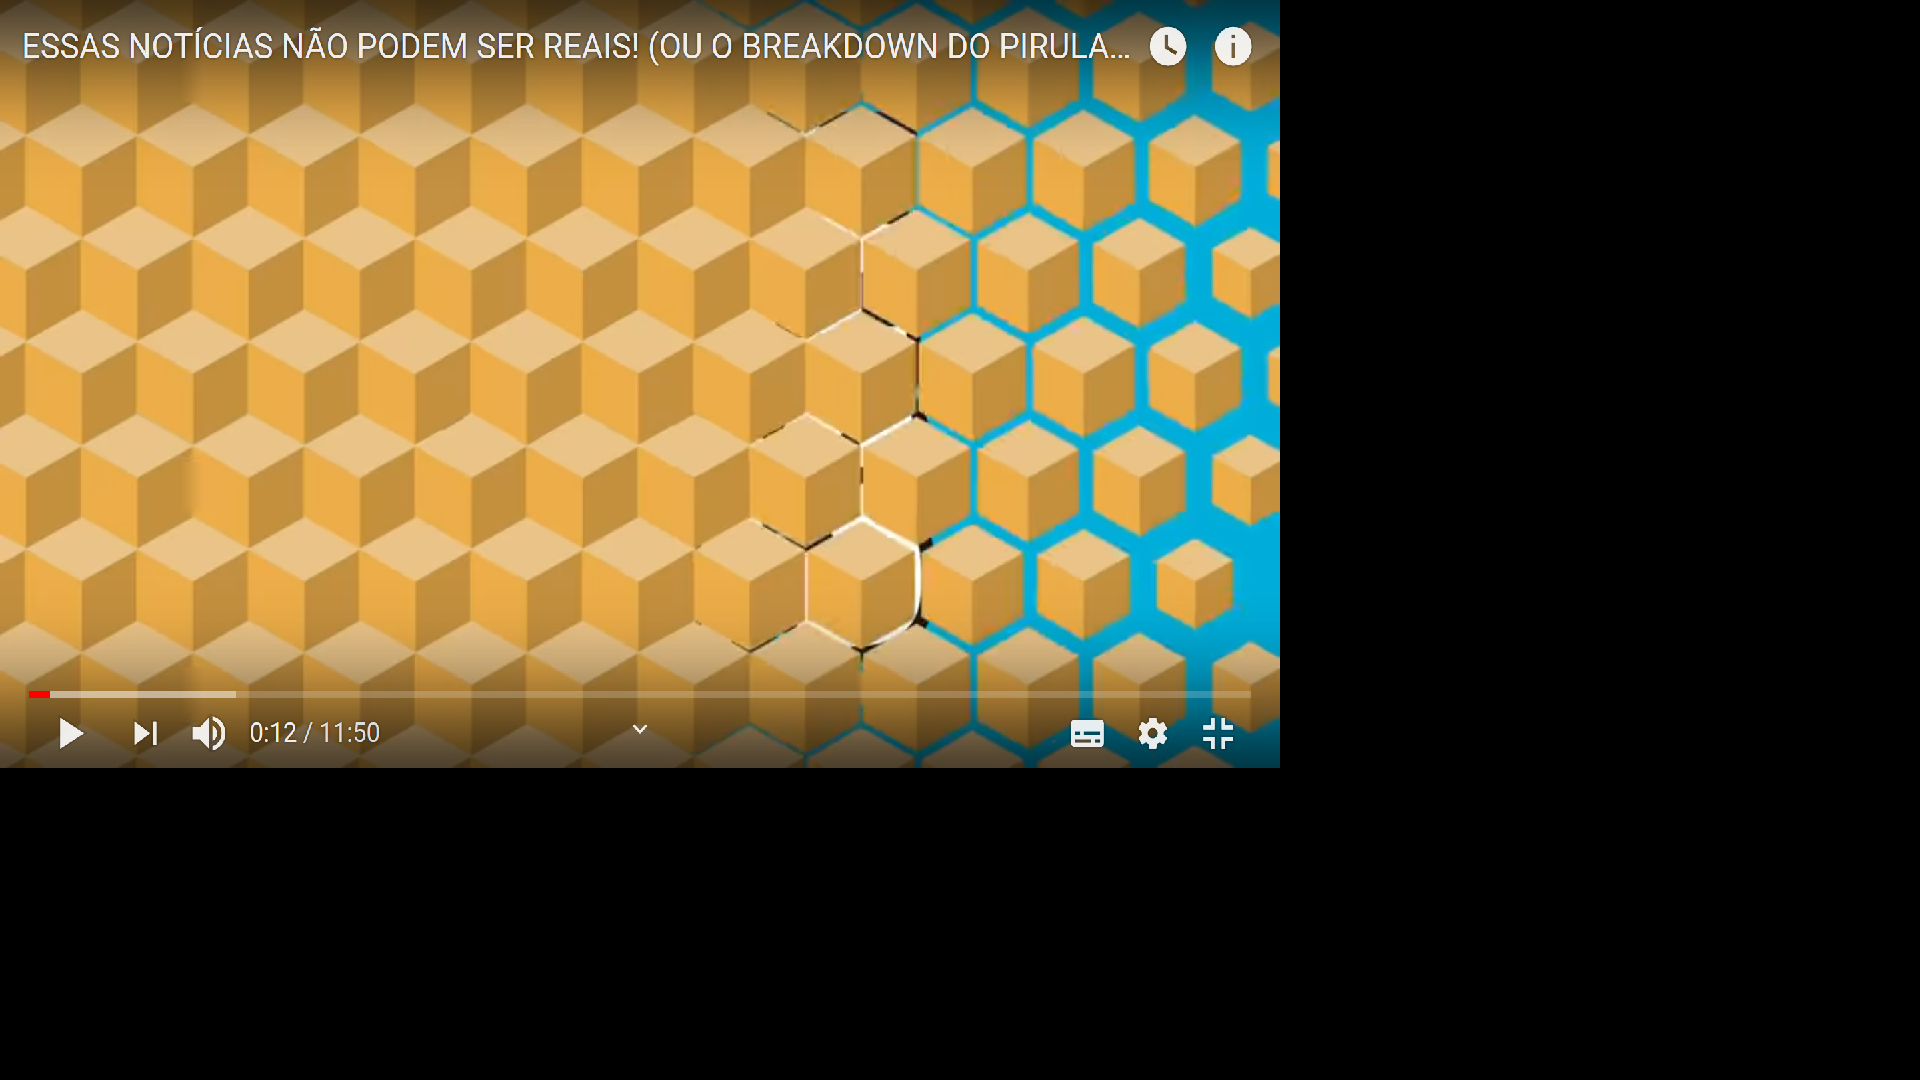 ESSAS NOTÍCIAS NÃO PODEM SER REAIS! (OU O BREAKDOWN DO PIRULA...
0:12 / 11:50